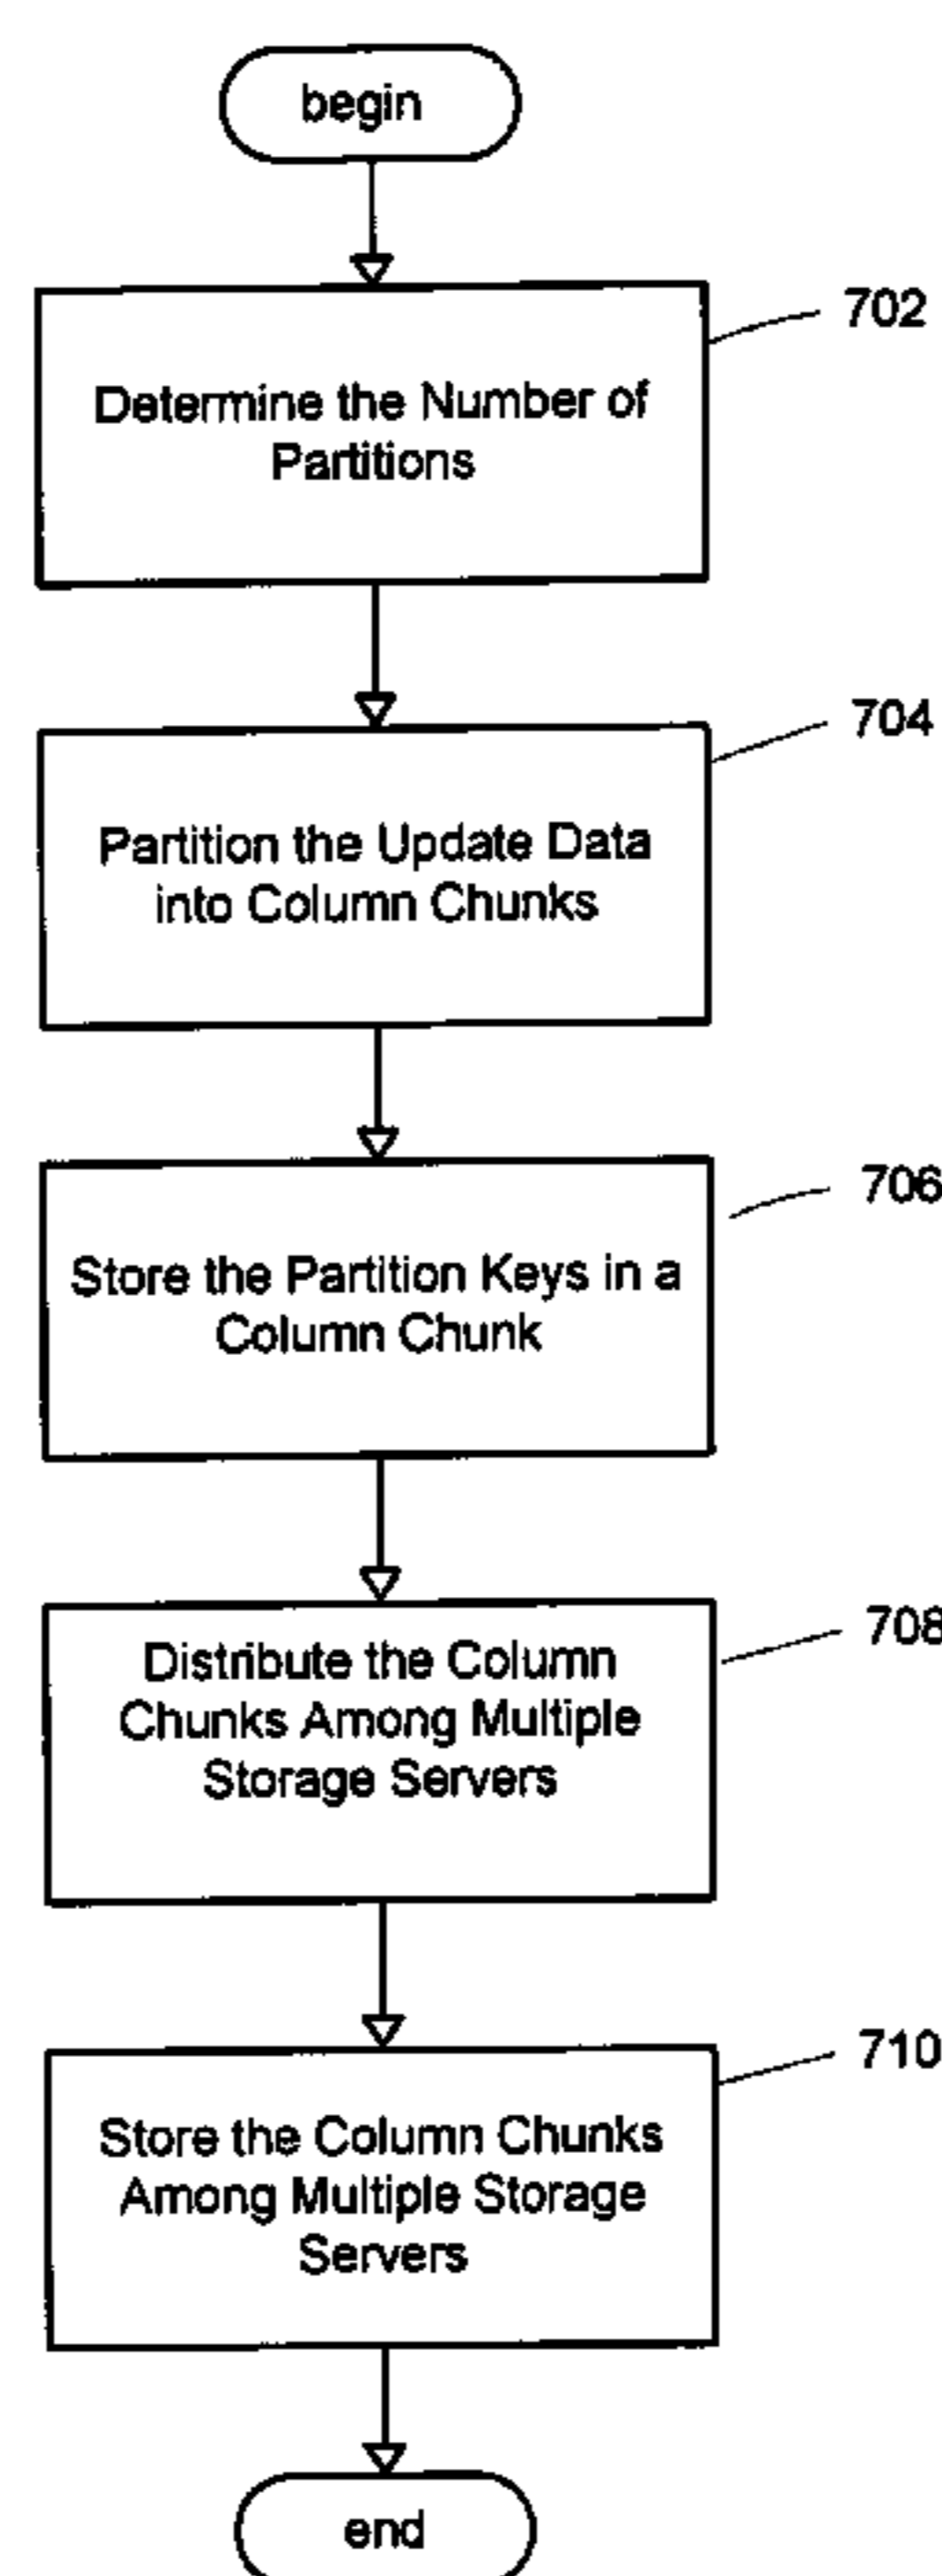 begin
702
Determine the Number of
Partitions
704
Partition the Update Data
into Column Chunks
706
Store the Partition Keys in a
Column Chunk
708
Distribute the Column
Chunks Among Multiple
Storage Servers
710
Store the Column Chunks
Among Multiple Storage
Servers
end